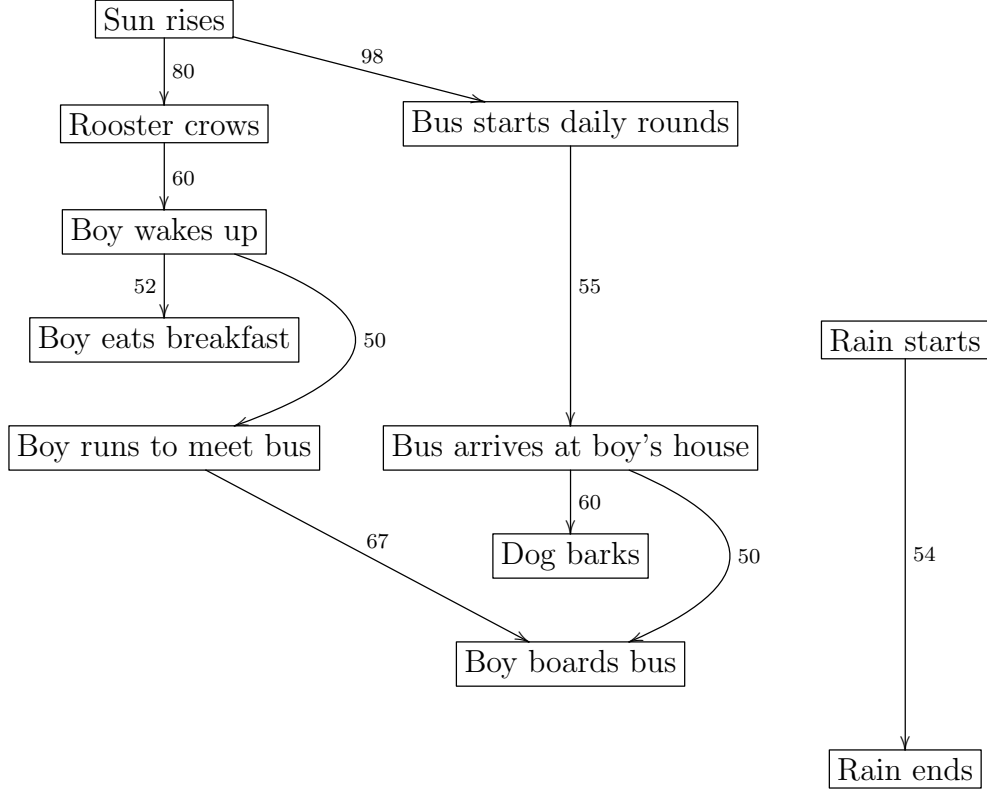 Sun rises
98
80
Rooster crows
Bus starts daily rounds
60
Boy wakes up
52
55
Boy eats breakfast
50
Rain starts
Boy runs to meet bus
Bus arrives at boy's house
60
67
Dog barks
50
54
Boy boards bus
Rain ends